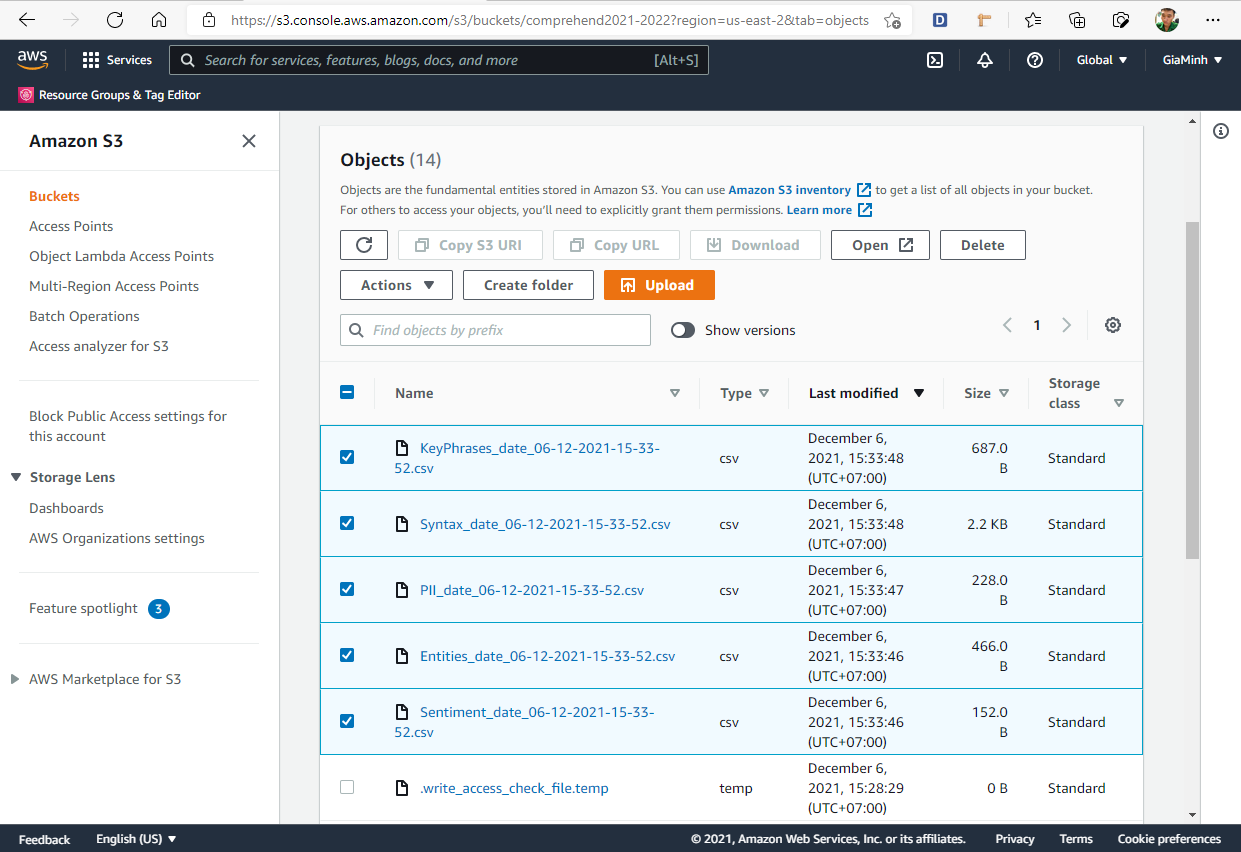 https://s3.console.aws.amazon.com/s3/buckets/comprehend2021-2022?region=us-east-2&tab=objects
aws
Services
Search for services, features, blogs, docs, and more
[Alt+S]
Global
GiaMinh
Resource Groups & Tag Editor
Amazon S3
Buckets
Access Points
Object Lambda Access Points
Multi-Region Access Points
Batch Operations
Access analyzer for S3
Block Public Access settings for
this account
Storage Lens
Dashboards
AWS Organizations settings
Feature spotlight 3
AWS Marketplace for S3
Objects (14)
Objects are the fundamental entities stored in Amazon S3. You can use Amazon S3 inventory to get a list of all objects in your bucket.
For others to access your objects, you'll need to explicitly grant them permissions. Learn more
Copy S3 URI
Copy URL
Download
Open
Delete
Actions
Create folder
Upload
Find objects by prefix
Show versions
1
Name
Type
Last modified
Size
Storage
class
KeyPhrases_date_06-12-2021-15-33-
52.csv
csv
December 6,
2021, 15:33:48
(UTC+07:00)
687.0
B
Standard
Syntax_date_06-12-2021-15-33-52.csv
csv
December 6,
2021, 15:33:48
(UTC+07:00)
2.2 KB
Standard
PII_date_06-12-2021-15-33-52.csv
csv
December 6,
2021, 15:33:47
(UTC+07:00)
228.0
B
Standard
Entities_date_06-12-2021-15-33-52.csv
csv
December 6,
2021, 15:33:46
(UTC+07:00)
466.0
B
Standard
Sentiment_date_06-12-2021-15-33-
52.csv
csv
December 6,
2021, 15:33:46
(UTC+07:00)
152.0
B
Standard
.write_access_check_file.temp
temp
December 6,
2021, 15:28:29
(UTC+07:00)
0 B
Standard
Feedback
English (US)
© 2021, Amazon Web Services, Inc. or its affiliates.
Privacy
Terms
Cookie preferences